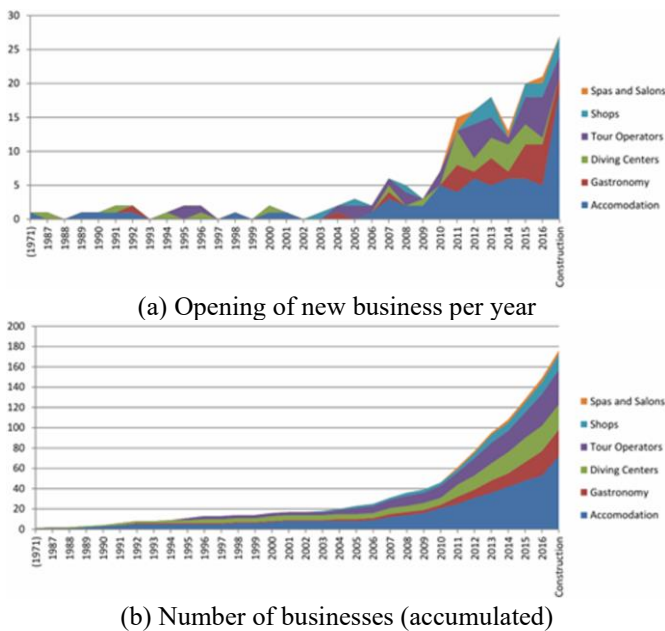 30
25
20
15
10
5
0
Spas and Salons
Shops
Tour Operators
Diving Centers
Gastronomy
Accomodation
(1971) 1987 1988 1989 1990 1991 1992 1993 1994 1995 1996 1997 1998 1999 2000 2001 2002 2003 2004 2005 2006 2007 2008 2009 2010 2011 2012 2013 2014 2015 2016 Construction
(a) Opening of new business per year
200
180
160
140
120
100
80
60
40
20
0
Spas and Salons
Shops
Tour Operators
Diving Centers
Gastronomy
Accomodation
(1971) 1987 1988 1989 1990 1991 1992 1993 1994 1995 1996 1997 1998 1999 2000 2001 2002 2003 2004 2005 2006 2007 2008 2009 2010 2011 2012 2013 2014 2015 2016 Construction
(b) Number of businesses (accumulated)